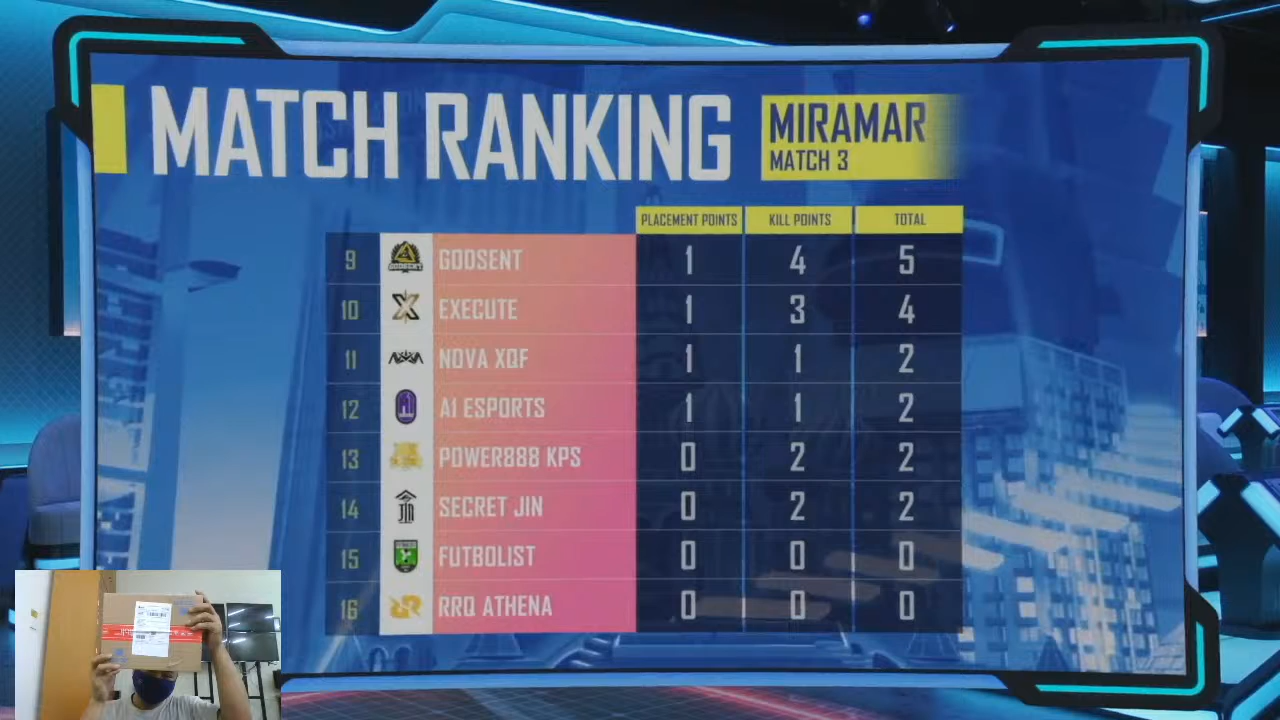 MATCH RANKING
MIRAMAR
MATCH 3
PLACEMENT POINTS KILL POINTS TOTAL
9 GODSENT 1 4 5
10 EXECUTE 1 3 4
11 NOVA XQF 1 1 2
12 A1 ESPORTS 1 1 2
13 POWER888 KPS 0 2 2
14 SECRET JIN 0 2 2
15 FUTBOLIST 0 0 0
16 RRQ ATHENA 0 0 0